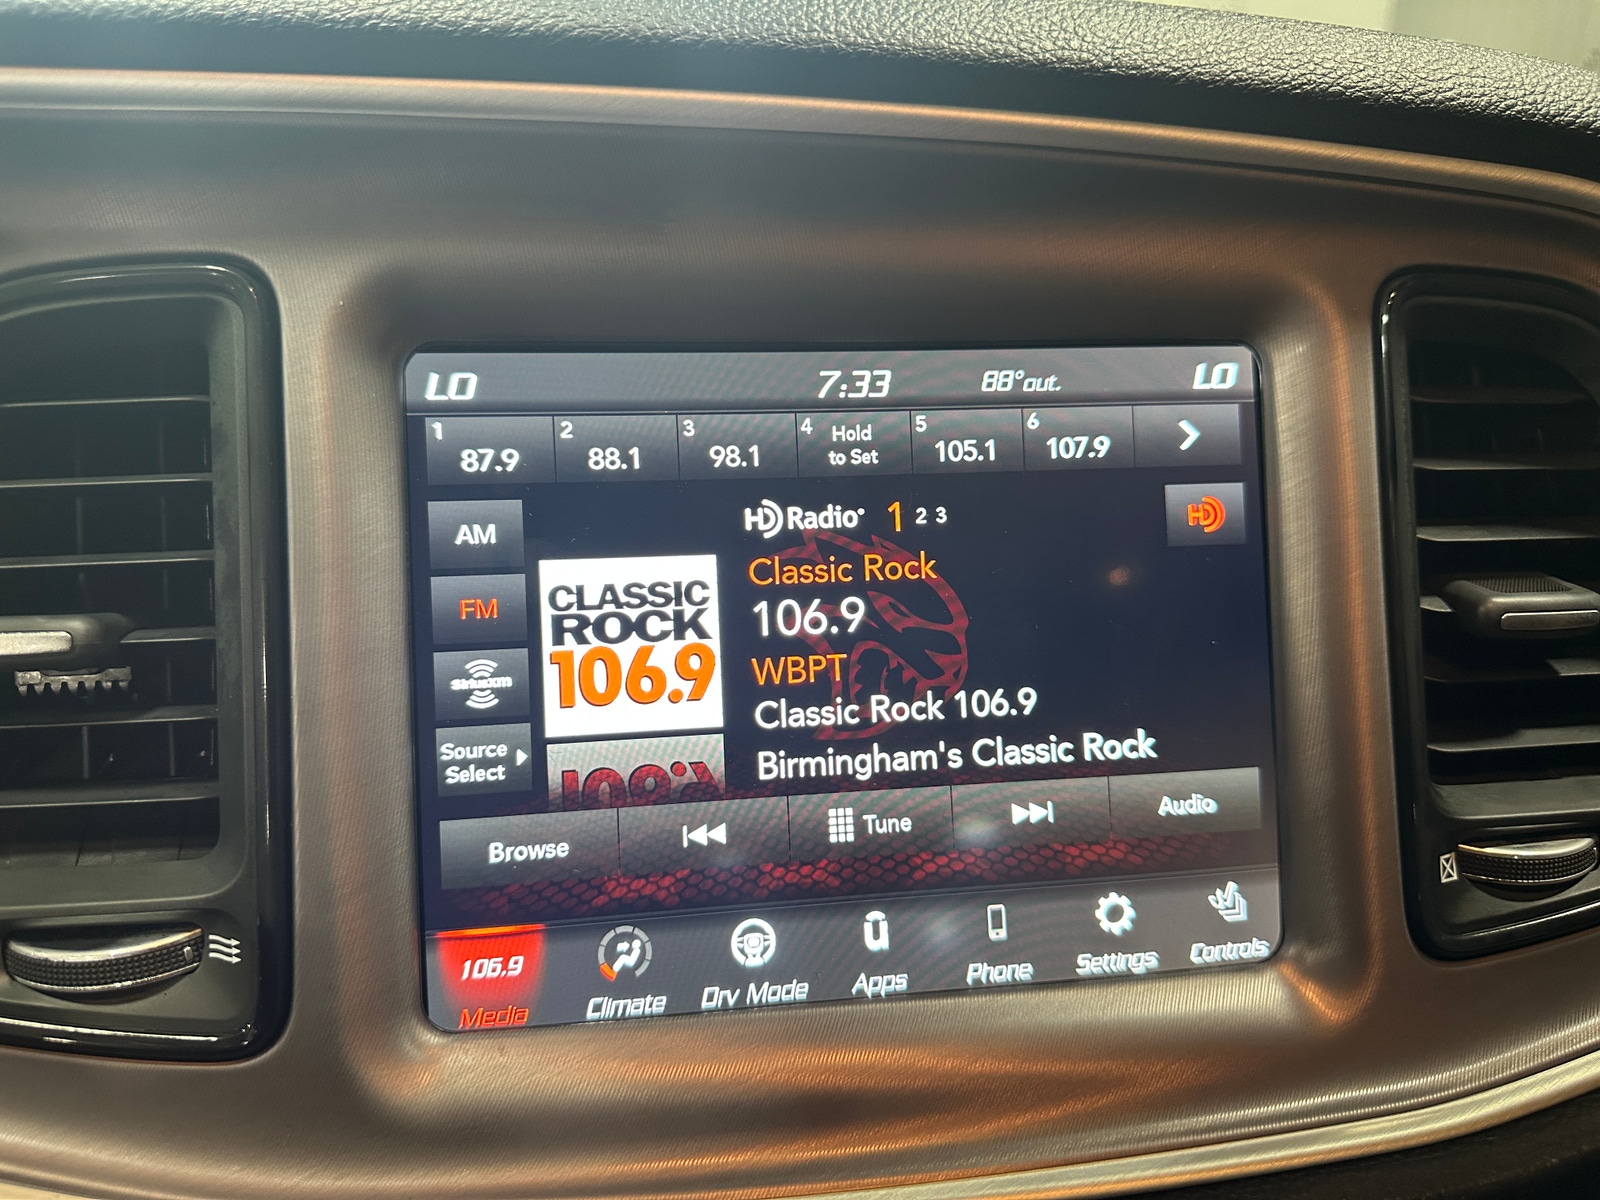 LO 7:33 88° out. LO
1 87.9 2 88.1 3 98.1 4 Hold to Set 5 105.1 6 107.9
HD Radio 1 2 3 HD
AM
FM
SiriusXM
Source
Select
CLASSIC
ROCK
106.9
Classic Rock
106.9
WBPT
Classic Rock 106.9
Birmingham's Classic Rock
Browse Tune Audio
106.9
Media Climate Drv Mode Apps Phone Settings Controls